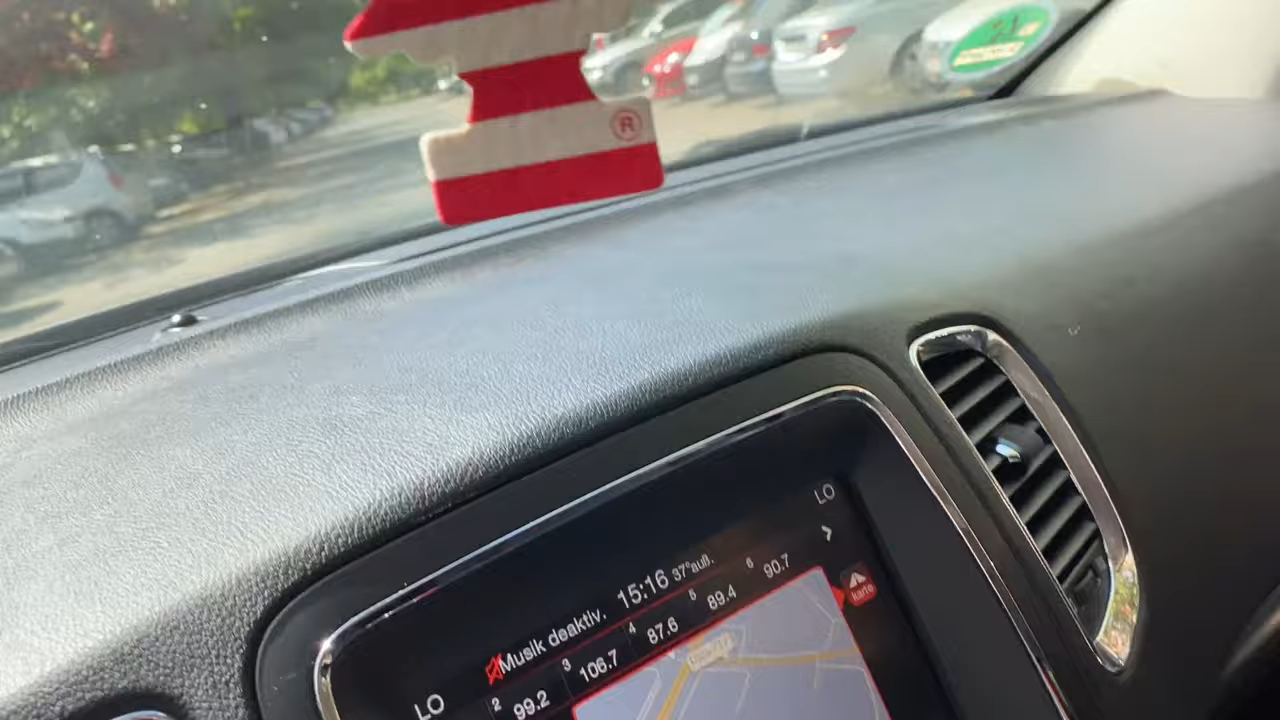 ®
LO
Musik deaktiv. 15:16 37°auß.
2 99.2 3 106.7 4 87.6 5 89.4 6 90.7
karte
LO